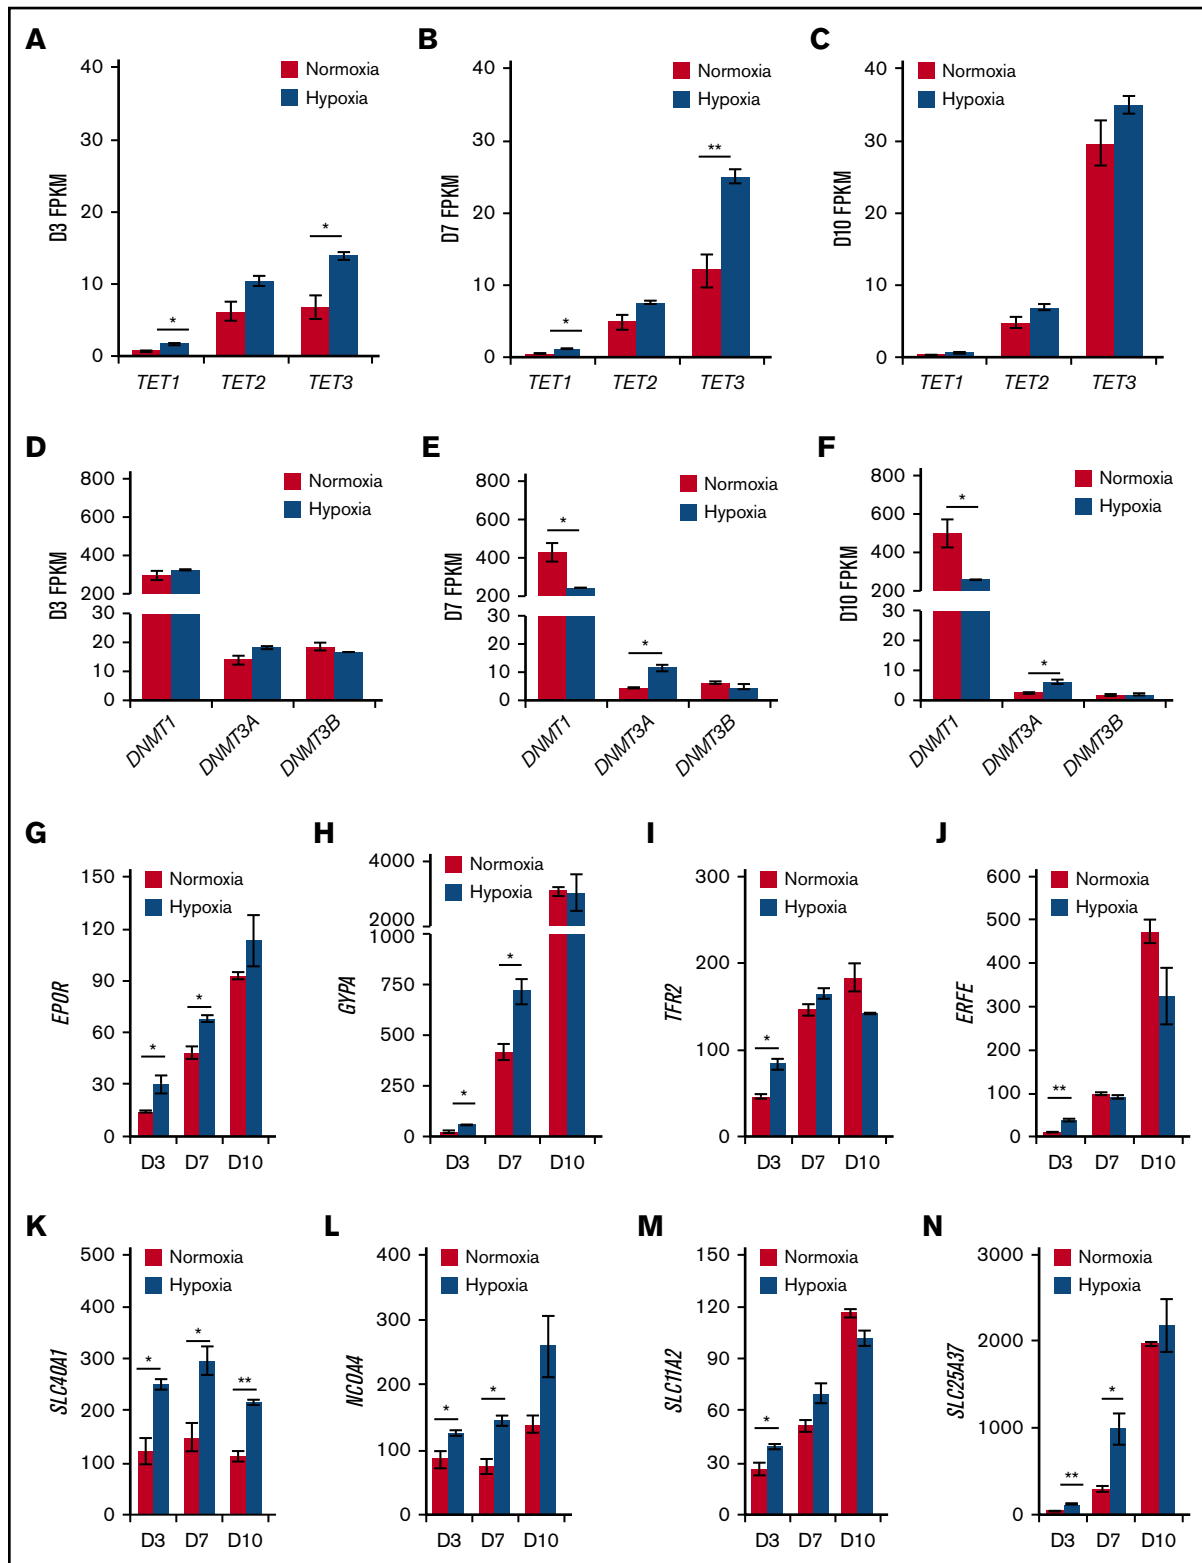 A
D3 FPKM
40
30
20
10
0
Normoxia
Hypoxia
*
*
TET1 TET2 TET3
B
D7 FPKM
40
30
20
10
0
Normoxia
Hypoxia
*
**
TET1 TET2 TET3
C
D10 FPKM
40
30
20
10
0
Normoxia
Hypoxia
TET1 TET2 TET3
D
D3 FPKM
800
600
400
200
30
20
10
0
Normoxia
Hypoxia
DNMT1 DNMT3A DNMT3B
E
D7 FPKM
800
600
400
200
30
20
10
0
Normoxia
Hypoxia
*
*
DNMT1 DNMT3A DNMT3B
F
D10 FPKM
800
600
400
200
30
20
10
0
Normoxia
Hypoxia
*
*
DNMT1 DNMT3A DNMT3B
G
EPOR
150
120
90
60
30
0
Normoxia
Hypoxia
*
*
D3 D7 D10
H
GYPA
4000
2000
1000
750
500
250
0
Normoxia
Hypoxia
*
*
D3 D7 D10
I
TFR2
300
200
100
0
Normoxia
Hypoxia
*
D3 D7 D10
J
ERFE
600
500
400
300
200
100
0
Normoxia
Hypoxia
**
D3 D7 D10
K
SLC40A1
500
400
300
200
100
0
Normoxia
Hypoxia
*
*
**
D3 D7 D10
L
NCOA4
400
300
200
100
0
Normoxia
Hypoxia
*
*
D3 D7 D10
M
SLC11A2
150
120
90
60
30
0
Normoxia
Hypoxia
*
D3 D7 D10
N
SLC25A37
3000
2000
1000
0
Normoxia
Hypoxia
**
*
D3 D7 D10